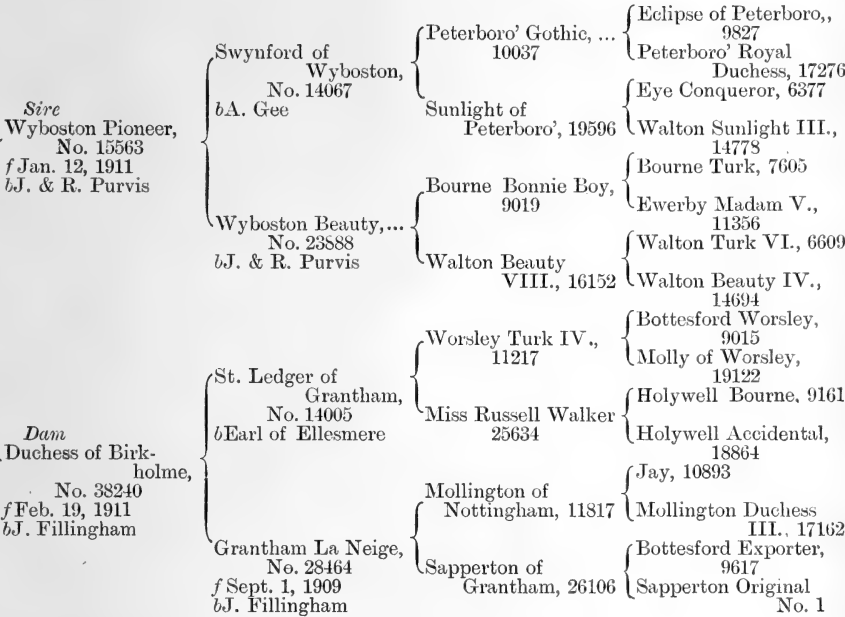 Sire
Wyboston Pioneer,
No. 15563
f Jan. 12, 1911
bJ. & R. Purvis
Swynford of
Wyboston,
No. 14067
bA. Gee
Peterboro' Gothic, ...
10037
Eclipse of Peterboro,,
9827
Peterboro' Royal
Duchess, 17276
Sunlight of
Peterboro', 19596
Eye Conqueror, 6377
Walton Sunlight III.,
14778
Wyboston Beauty,...
No. 23888
bJ. & R. Purvis
Bourne Bonnie Boy,
9019
Bourne Turk, 7605
Ewerby Madam V.,
11356
Walton Beauty
VIII., 16152
Walton Turk VI., 6609
Walton Beauty IV.,
14694
Dam
Duchess of Birk-
holme,
No. 38240
f Feb. 19, 1911
bJ. Fillingham
St. Ledger of
Grantham,
No. 14005
bEarl of Ellesmere
Worsley Turk IV.,
11217
Bottesford Worsley,
9015
Molly of Worsley,
19122
Miss Russell Walker
25634
Holywell Bourne, 9161
Holywell Accidental,
18864
Grantham La Neige,
No. 28464
f Sept. 1, 1909
bJ. Fillingham
Mollington of
Nottingham, 11817
Jay, 10893
Mollington Duchess
III., 17162
Sapperton of
Grantham, 26106
Bottesford Exporter,
9617
Sapperton Original
No. 1